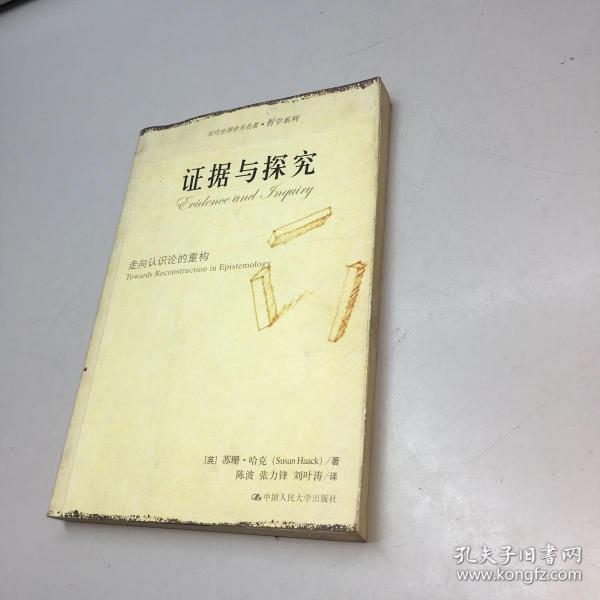 当代世界学术名著·哲学系列
证据与探究
Evidence and Inquiry
走向认识论的重构
Towards Reconstruction in Epistemology
[英] 苏珊·哈克 (Susan Haack) /著
陈波 张力锋 刘叶涛/译
中国人民大学出版社
孔夫子旧书网
www.kongfz.com